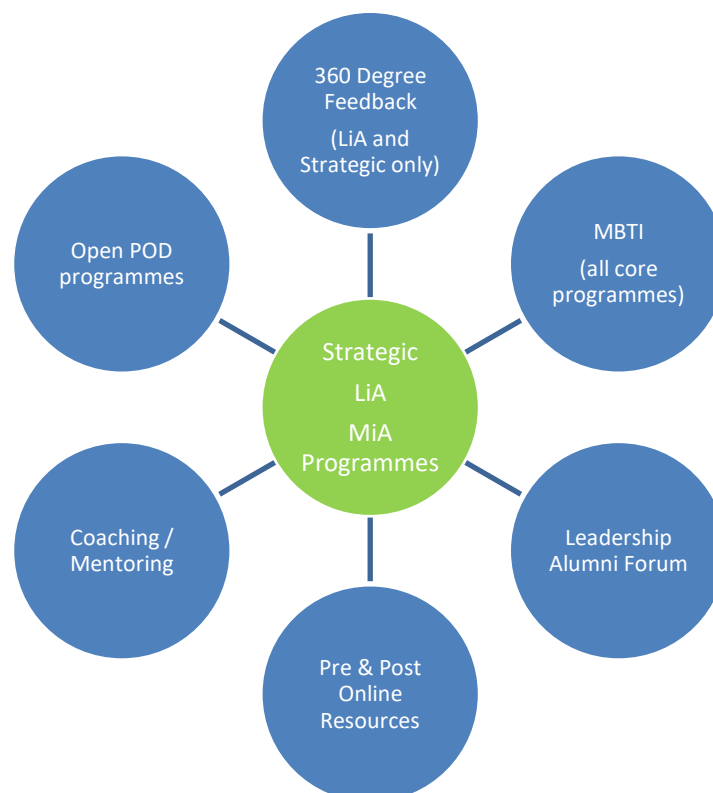 360 Degree
Feedback
(LiA and
Strategic only)
MBTI
(all core
programmes)
Open POD
programmes
Strategic
LiA
MiA
Programmes
Coaching /
Mentoring
Leadership
Alumni Forum
Pre & Post
Online
Resources